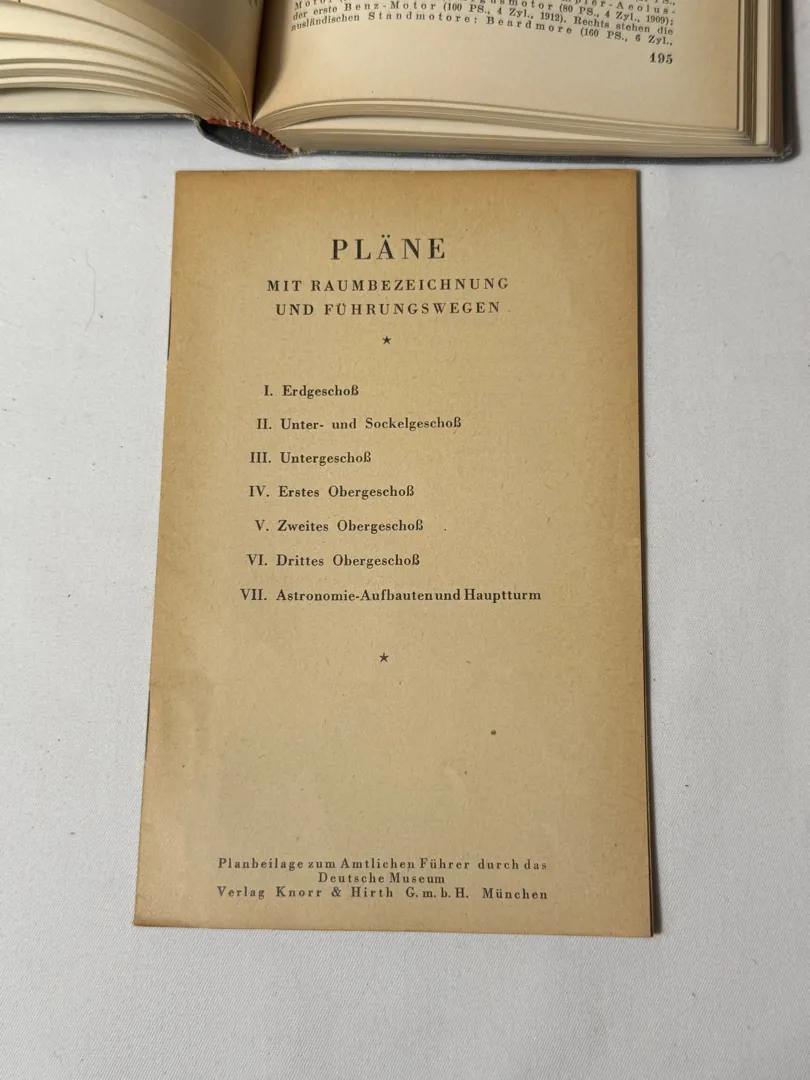 der erste Benz-Motor (100 PS., 4 Zyl., 1912). Rechts stehen die
ausländischen Standmotore: Beardmore (160 PS., 6 Zyl.,
195
PLÄNE
MIT RAUMBEZEICHNUNG
UND FÜHRUNGSWEGEN
★
I. Erdgeschoß
II. Unter- und Sockelgeschoß
III. Untergeschoß
IV. Erstes Obergeschoß
V. Zweites Obergeschoß
VI. Drittes Obergeschoß
VII. Astronomie-Aufbauten und Hauptturm
★
Planbeilage zum Amtlichen Führer durch das
Deutsche Museum
Verlag Knorr & Hirth G. m. b. H. München